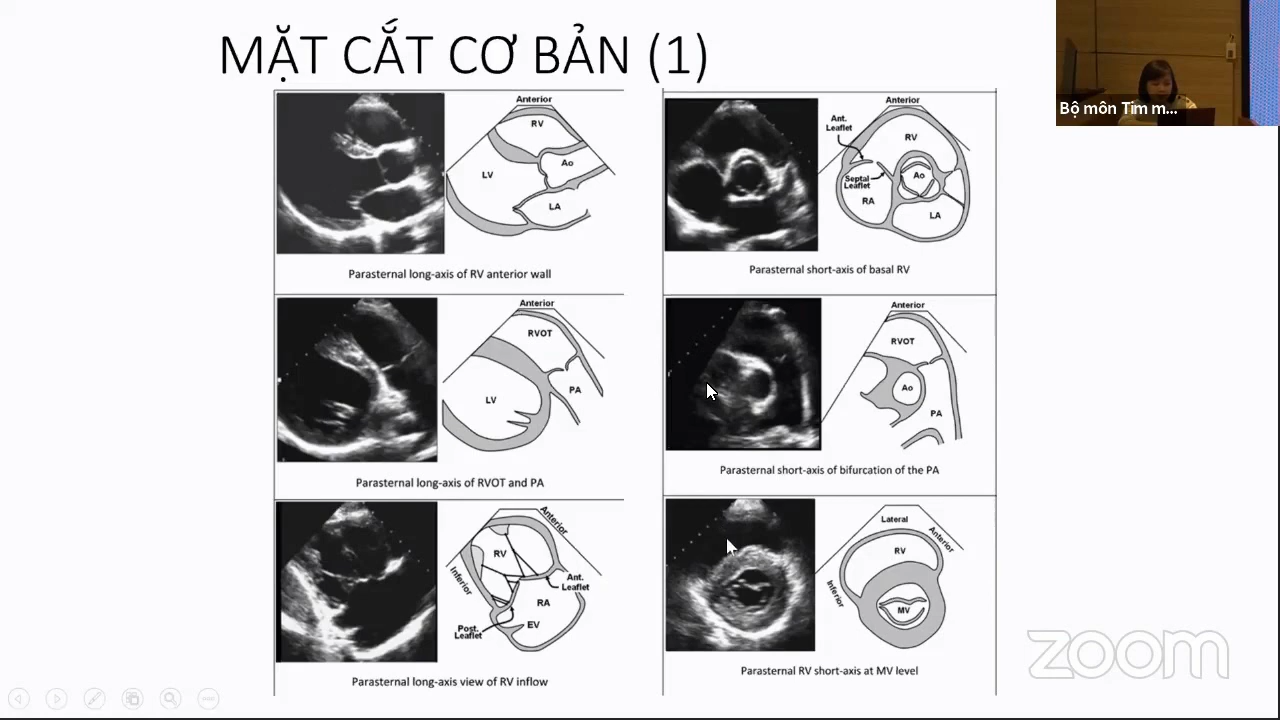 MẶT CẮT CƠ BẢN (1)
Bộ môn Tim m...
Anterior
RV
Ao
LV
LA
Parasternal long-axis of RV anterior wall
Anterior
Ant.
Leaflet
RV
Septal
Leaflet
Ao
RA
LA
Parasternal short-axis of basal RV
Anterior
RVOT
PA
LV
Parasternal long-axis of RVOT and PA
Anterior
RVOT
Ao
PA
Parasternal short-axis of bifurcation of the PA
Anterior
RV
Inferior
Ant.
Leaflet
RA
EV
Post.
Leaflet
Parasternal long-axis view of RV inflow
Lateral
Anterior
RV
Inferior
MV
Parasternal RV short-axis at MV level
zoom